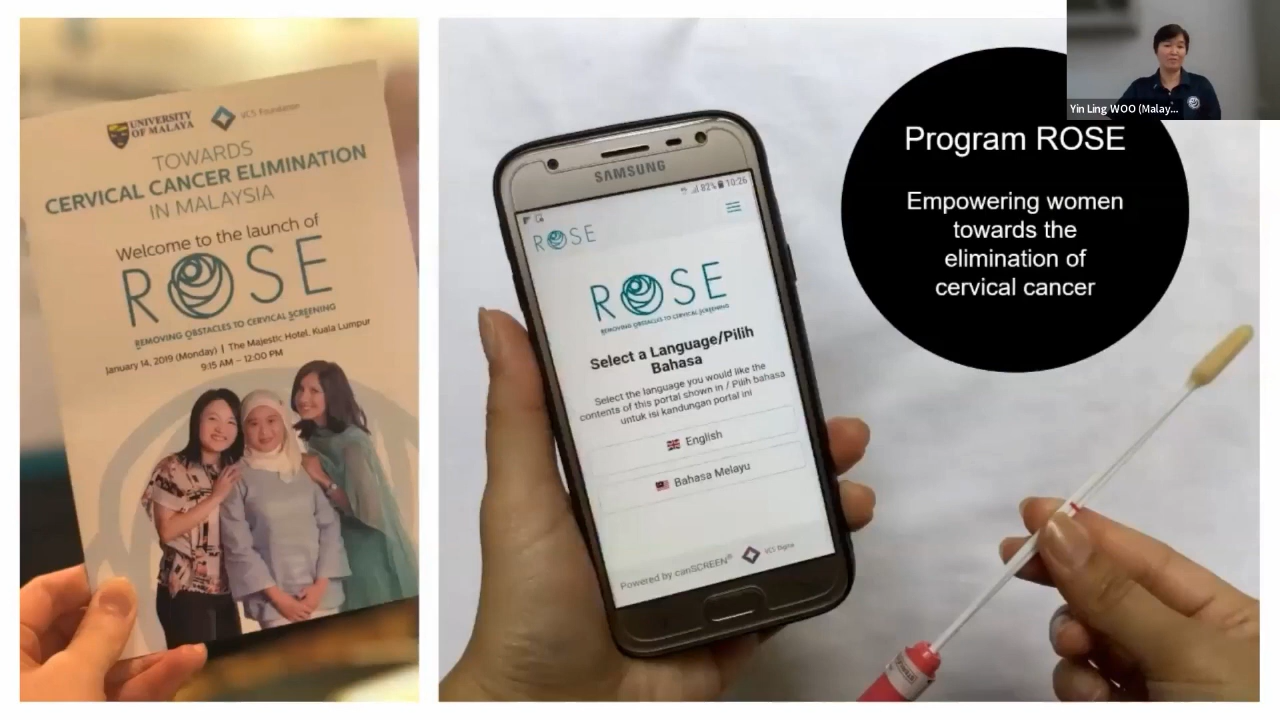 UNIVERSITY
OF MALAYA
VCS Foundation
TOWARDS
CERVICAL CANCER ELIMINATION
IN MALAYSIA
Welcome to the launch of
ROSE
REMOVING OBSTACLES TO CERVICAL SCREENING
January 14, 2019 (Monday) | The Majestic Hotel, Kuala Lumpur
9:15 AM – 12:00 PM
SAMSUNG
82% 10:26
ROSE
ROSE
REMOVING OBSTACLES TO CERVICAL SCREENING
Select a Language/Pilih
Bahasa
Select the language you would like the
contents of this portal shown in / Pilih bahasa
untuk isi kandungan portal ini
English
Bahasa Melayu
Powered by canSCREEN®
Program ROSE
Empowering women
towards the
elimination of
cervical cancer
Yin Ling WOO (Malay...